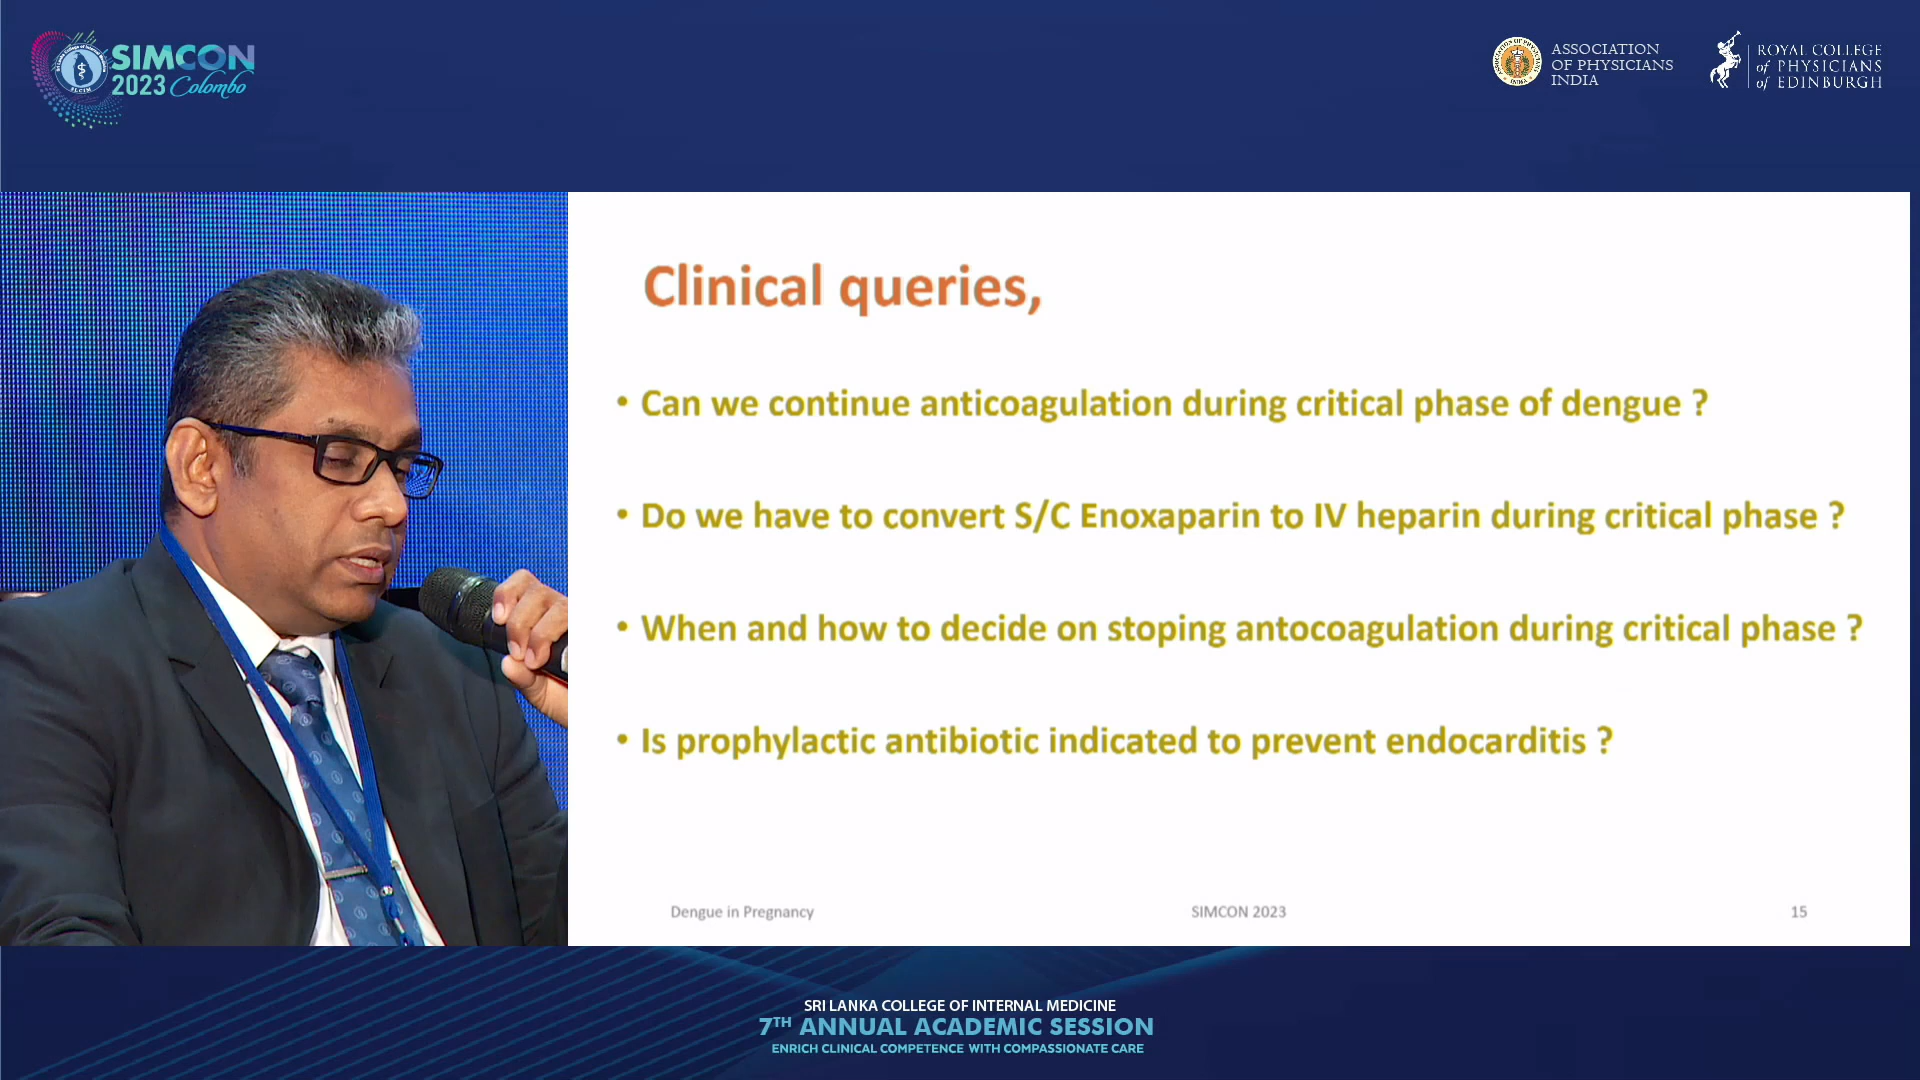 SIMCON
2023 Colombo
SLCIM
ASSOCIATION
OF PHYSICIANS
INDIA
ROYAL COLLEGE
of PHYSICIANS
of EDINBURGH
Clinical queries,
• Can we continue anticoagulation during critical phase of dengue ?
• Do we have to convert S/C Enoxaparin to IV heparin during critical phase ?
• When and how to decide on stoping antocoagulation during critical phase ?
• Is prophylactic antibiotic indicated to prevent endocarditis ?
Dengue in Pregnancy
SIMCON 2023
15
SRI LANKA COLLEGE OF INTERNAL MEDICINE
7TH ANNUAL ACADEMIC SESSION
ENRICH CLINICAL COMPETENCE WITH COMPASSIONATE CARE